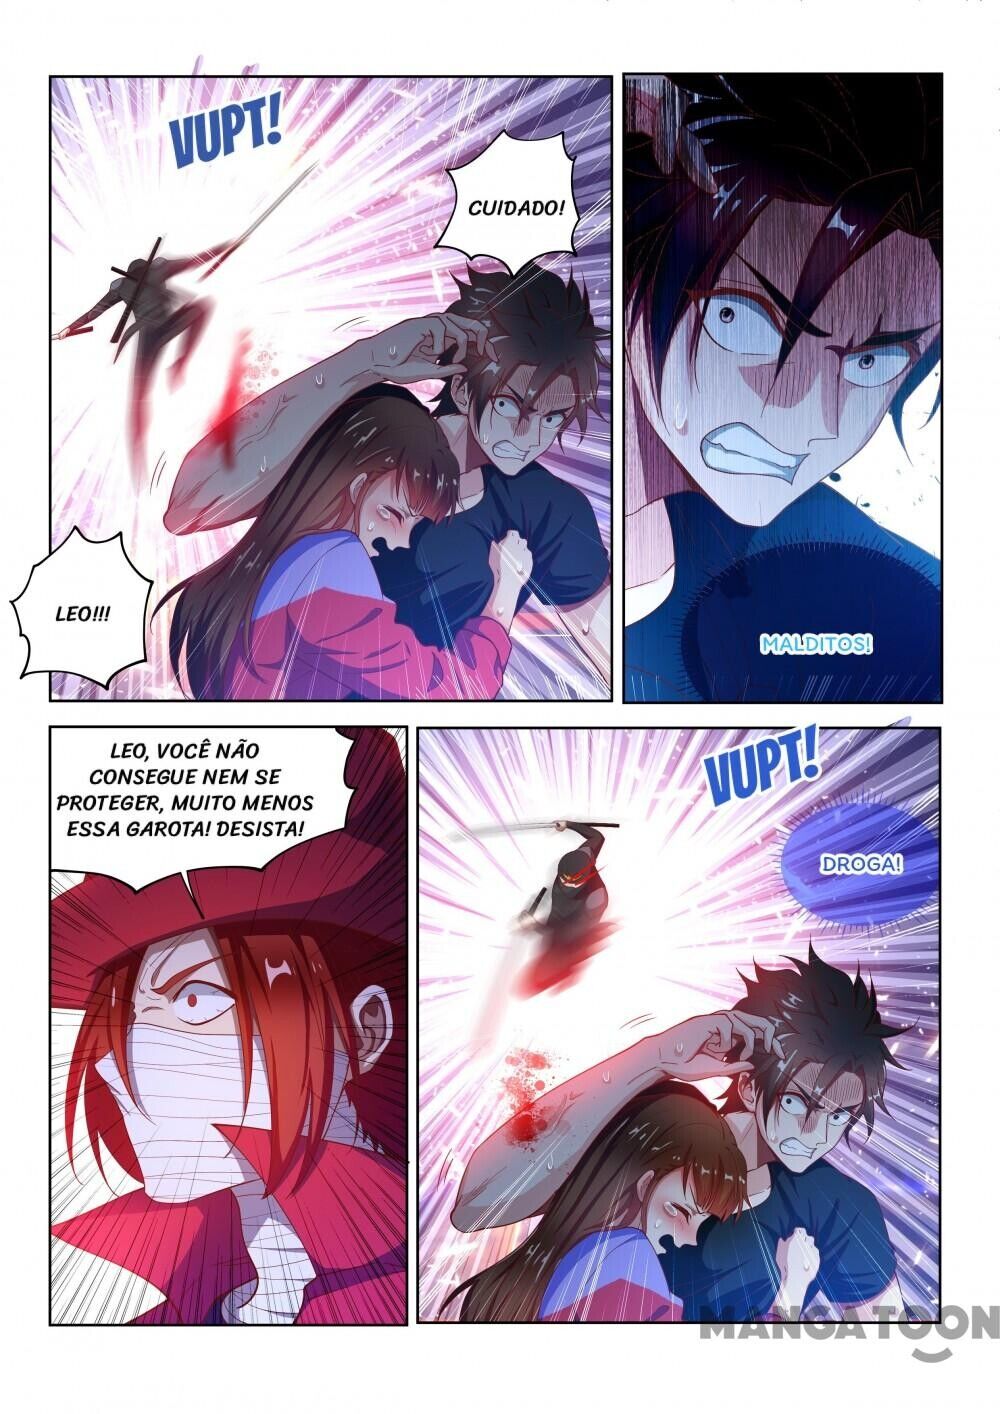 VUPT!
CUIDADO!
LEO!!!
MALDITOS!
LEO, VOCÊ NÃO
CONSEGUE NEM SE
PROTEGER, MUITO MENOS
ESSA GAROTA! DESISTA!
VUPT!
DROGA!
MANGATOON